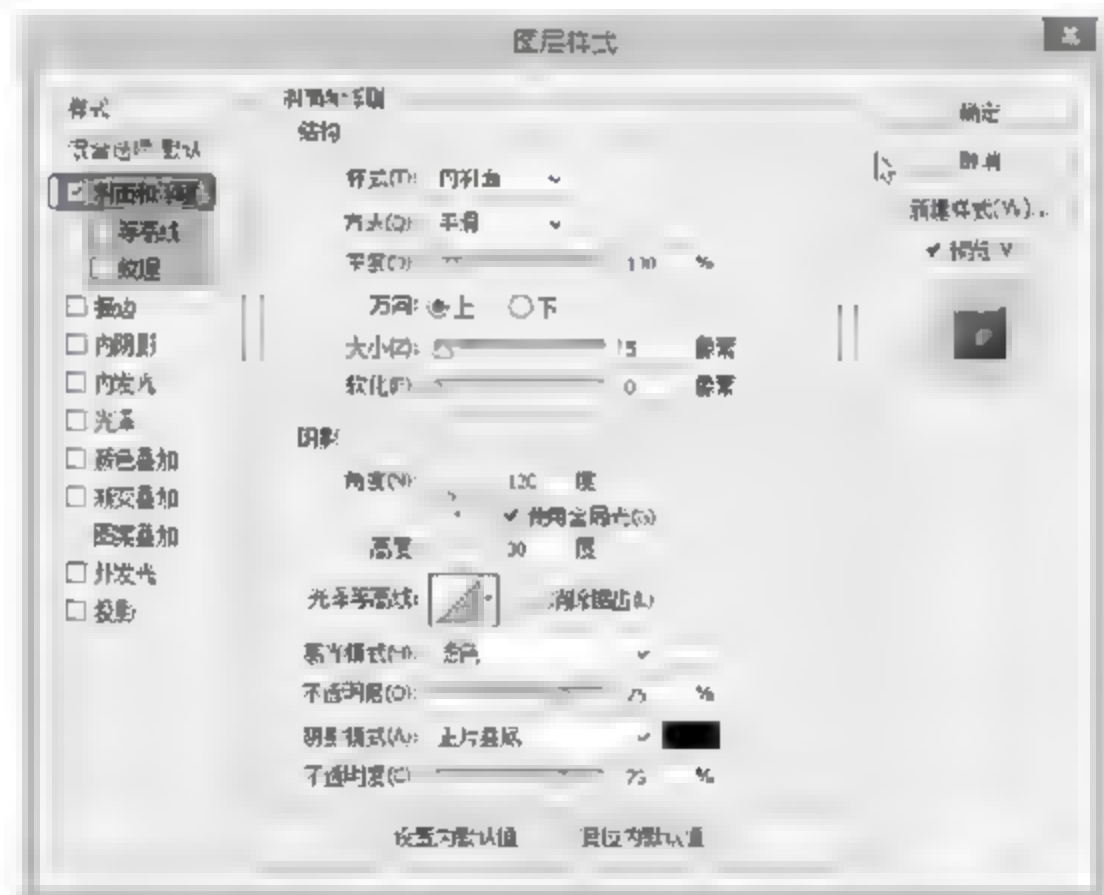 图层样式
样式
混合选项:默认
斜面和浮雕
等高线
纹理
描边
内阴影
内发光
光泽
颜色叠加
渐变叠加
图案叠加
外发光
投影
斜面和浮雕
结构
样式(T): 内斜面
方法(Q): 平滑
深度(D): 100 %
方向: 上 下
大小(Z): 5 像素
软化(F): 0 像素
阴影
角度(N): 120 度
使用全局光(G)
高度: 30 度
光泽等高线: 消除锯齿(L)
高光模式(H): 滤色
不透明度(O): 75 %
阴影模式(A): 正片叠底
不透明度(C): 75 %
设置为默认值 复位为默认值
确定
取消
新建样式(W)...
预览(V)